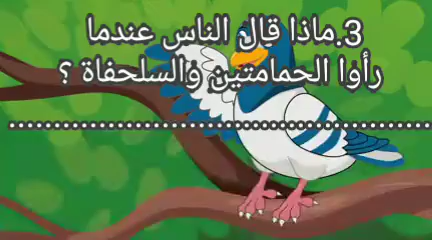 3.ماذا قال الناس عندما
رأوا الحمامتين والسلحفاة ؟
................................................